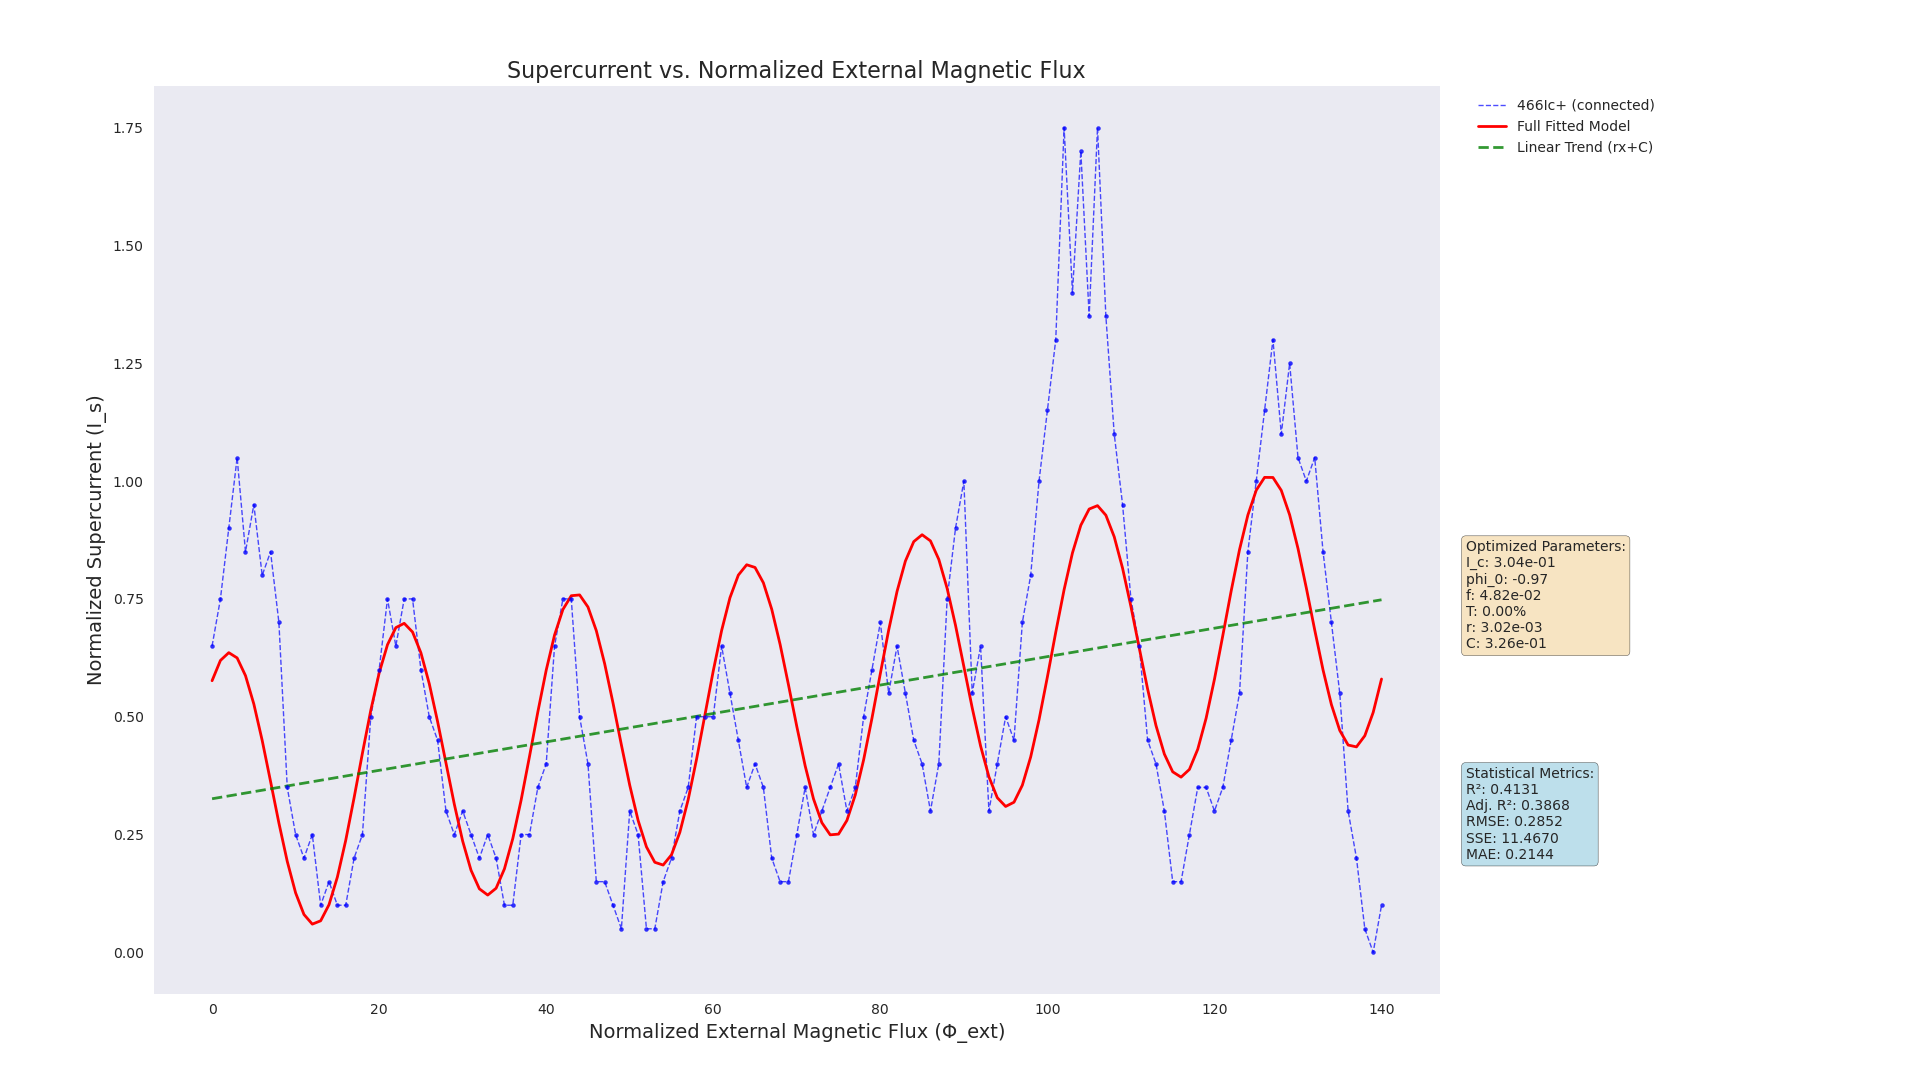 Supercurrent vs. Normalized External Magnetic Flux
466Ic+ (connected)
Full Fitted Model
Linear Trend (rx+C)
Normalized Supercurrent (I_s)
1.75
1.50
1.25
1.00
0.75
0.50
0.25
0.00
0 20 40 60 80 100 120 140
Normalized External Magnetic Flux (Φ_ext)
Optimized Parameters:
I_c: 3.04e-01
phi_0: -0.97
f: 4.82e-02
T: 0.00%
r: 3.02e-03
C: 3.26e-01
Statistical Metrics:
R²: 0.4131
Adj. R²: 0.3868
RMSE: 0.2852
SSE: 11.4670
MAE: 0.2144